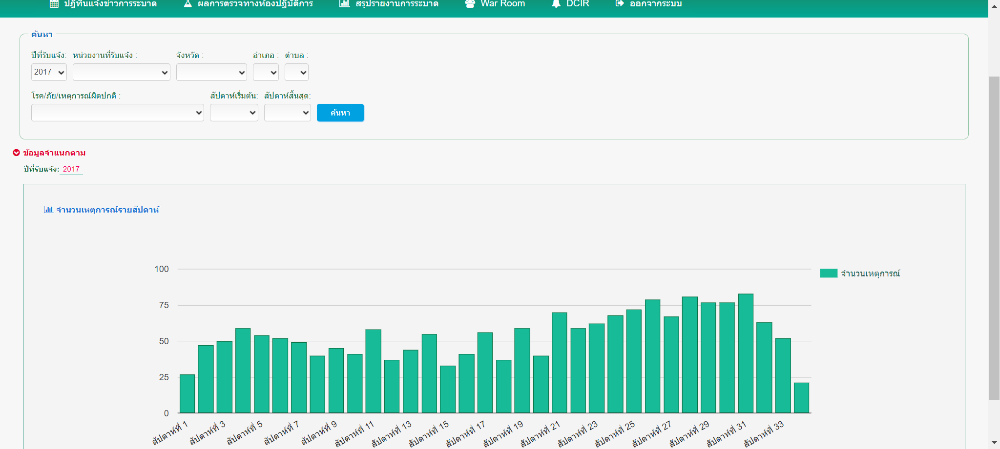 ปฏิทินแจ้งข่าวการระบาด ผลการตรวจทางห้องปฏิบัติการ สรุปรายงานการระบาด War Room DCIR ออกจากระบบ
ค้นหา
ปีที่รับแจ้ง: หน่วยงานที่รับแจ้ง : จังหวัด : อำเภอ : ตำบล :
2017
โรค/ภัย/เหตุการณ์ผิดปกติ : สัปดาห์เริ่มต้น: สัปดาห์สิ้นสุด:
ค้นหา
ข้อมูลจำแนกตาม
ปีที่รับแจ้ง: 2017
จำนวนเหตุการณ์รายสัปดาห์
100
จำนวนเหตุการณ์
75
50
25
0
สัปดาห์ที่ 1
สัปดาห์ที่ 3
สัปดาห์ที่ 5
สัปดาห์ที่ 7
สัปดาห์ที่ 9
สัปดาห์ที่ 11
สัปดาห์ที่ 13
สัปดาห์ที่ 15
สัปดาห์ที่ 17
สัปดาห์ที่ 19
สัปดาห์ที่ 21
สัปดาห์ที่ 23
สัปดาห์ที่ 25
สัปดาห์ที่ 27
สัปดาห์ที่ 29
สัปดาห์ที่ 31
สัปดาห์ที่ 33